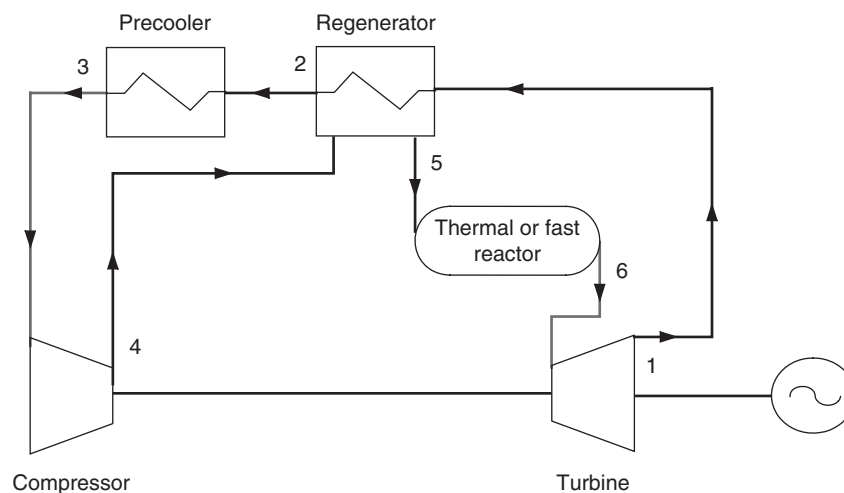 Precooler
Regenerator
3
2
5
Thermal or fast
reactor
6
4
1
Compressor
Turbine